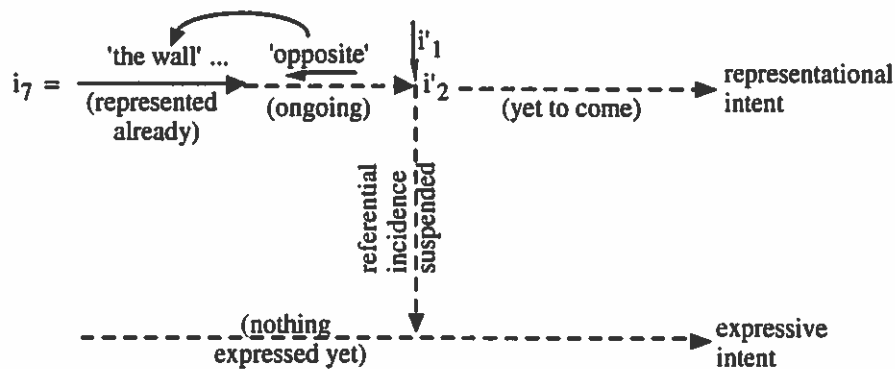 'the wall' ... 'opposite' i'1
i7 = i'2 representational
(represented (ongoing) (yet to come) intent
already)
referential
incidence
suspended
(nothing expressive
expressed yet) intent